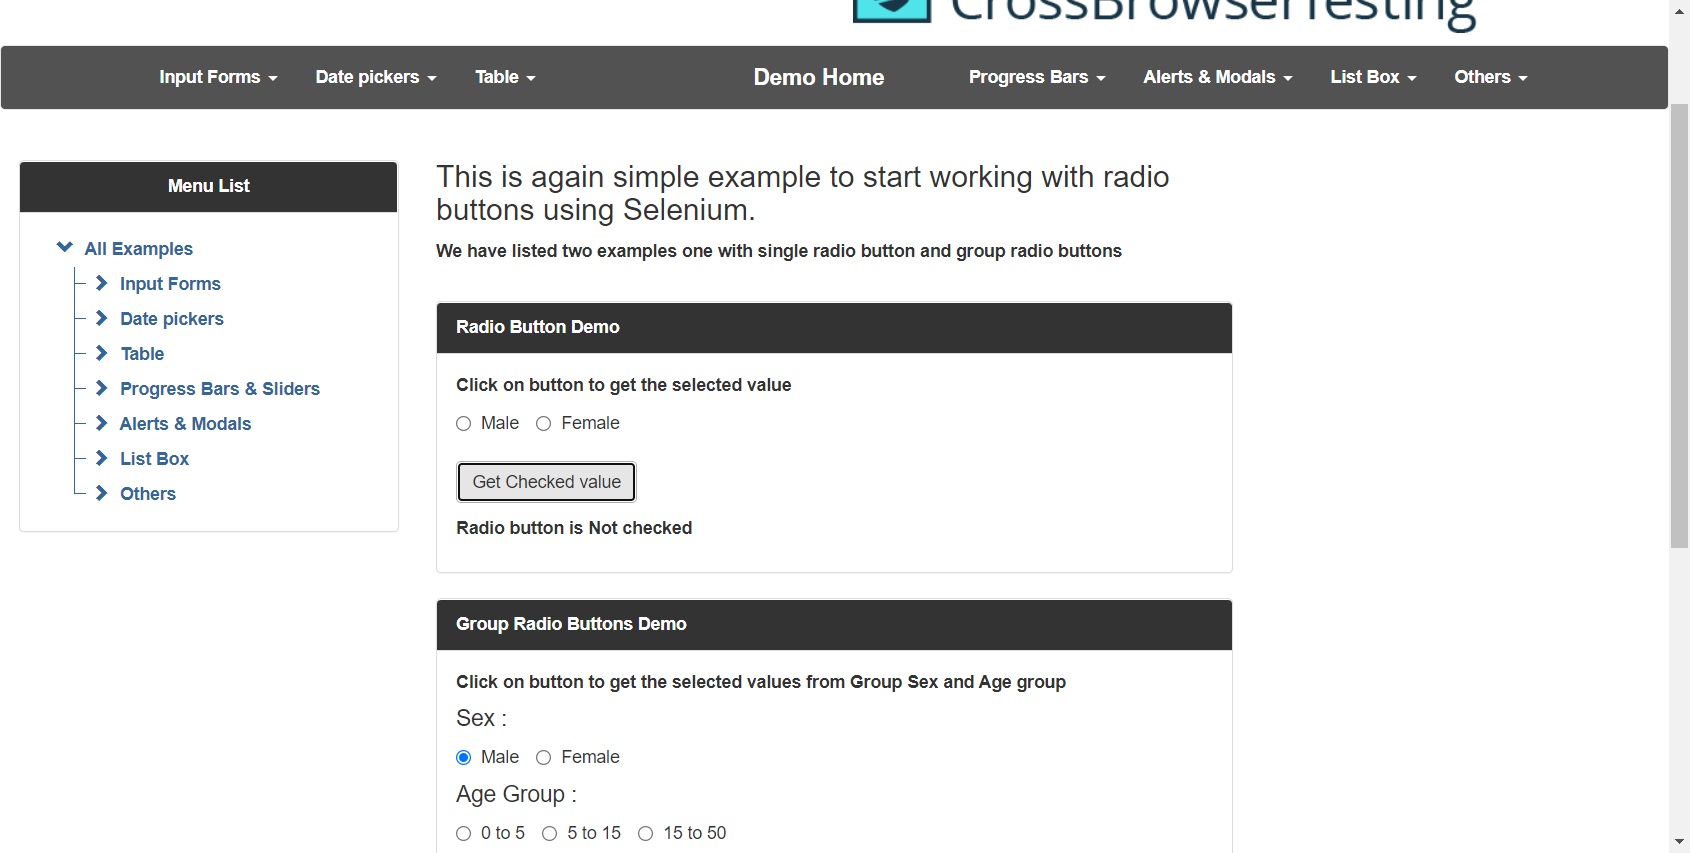 CrossBrowserTesting
Input Forms Date pickers Table Demo Home Progress Bars Alerts & Modals List Box Others
Menu List
All Examples
Input Forms
Date pickers
Table
Progress Bars & Sliders
Alerts & Modals
List Box
Others
This is again simple example to start working with radio
buttons using Selenium.
We have listed two examples one with single radio button and group radio buttons
Radio Button Demo
Click on button to get the selected value
Male Female
Get Checked value
Radio button is Not checked
Group Radio Buttons Demo
Click on button to get the selected values from Group Sex and Age group
Sex :
Male Female
Age Group :
0 to 5 5 to 15 15 to 50